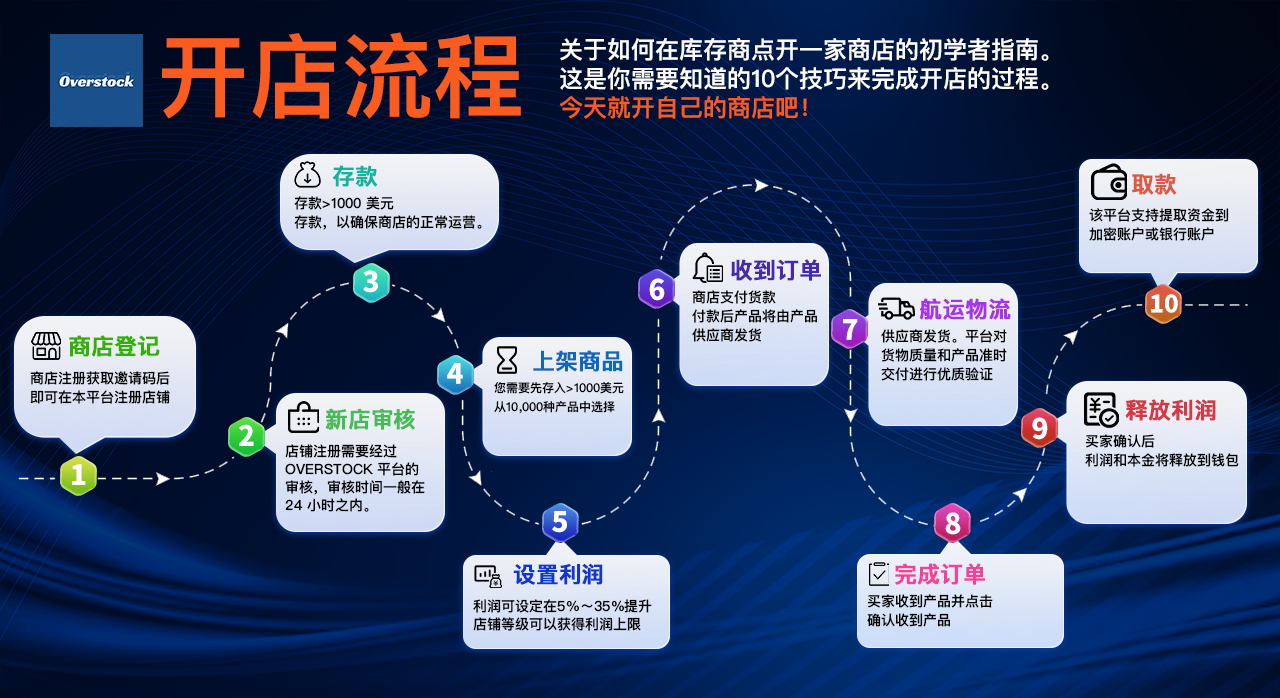 Overstock
开店流程
关于如何在库存商点开一家商店的初学者指南。
这是你需要知道的10个技巧来完成开店的过程。
今天就开自己的商店吧！
商店登记
商店注册获取邀请码后
即可在本平台注册店铺
1
2
新店审核
店铺注册需要经过
OVERSTOCK 平台的
审核，审核时间一般在
24 小时之内。
存款
存款>1000 美元
存款，以确保商店的正常运营。
3
4
上架商品
您需要先存入>1000美元
从10,000种产品中选择
5
设置利润
利润可设定在5%～35%提升
店铺等级可以获得利润上限
6
收到订单
商店支付货款
付款后产品将由产品
供应商发货
7
航运物流
供应商发货。平台对
货物质量和产品准时
交付进行优质验证
8
完成订单
买家收到产品并点击
确认收到产品
9
释放利润
买家确认后
利润和本金将释放到钱包
取款
该平台支持提取资金到
加密账户或银行账户
10